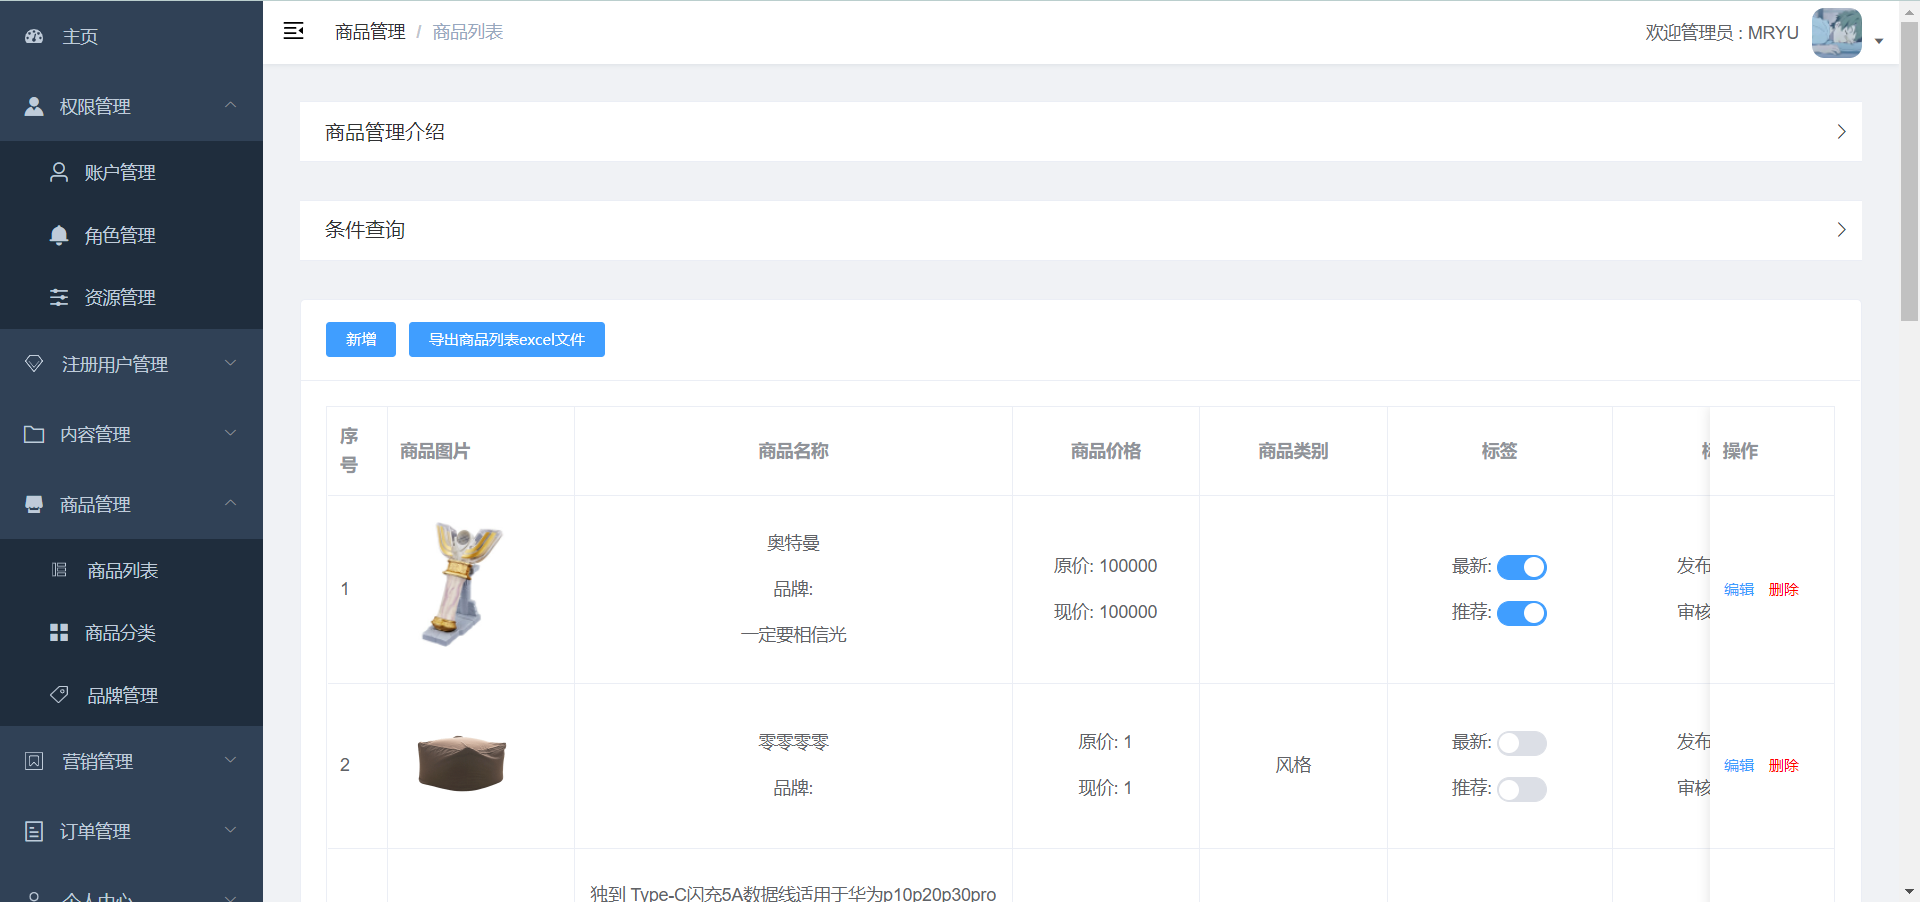 主页
权限管理
账户管理
角色管理
资源管理
注册用户管理
内容管理
商品管理
商品列表
商品分类
品牌管理
营销管理
订单管理
个人中心
商品管理 / 商品列表
欢迎管理员 : MRYU
商品管理介绍
条件查询
新增
导出商品列表excel文件
序号
商品图片
商品名称
商品价格
商品类别
标签
操作
1
奥特曼
品牌:
一定要相信光
原价: 100000
现价: 100000
最新:
推荐:
发布
审核
编辑 删除
2
零零零零
品牌:
原价: 1
现价: 1
风格
最新:
推荐:
发布
审核
编辑 删除
独到 Type-C闪充5A数据线适用于华为p10p20p30pro